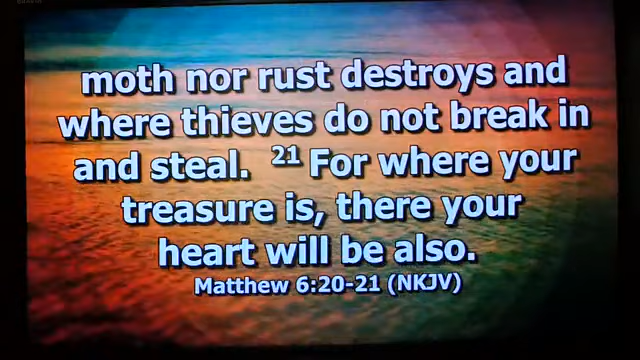 moth nor rust destroys and
where thieves do not break in
and steal. 21 For where your
treasure is, there your
heart will be also.
Matthew 6:20-21 (NKJV)